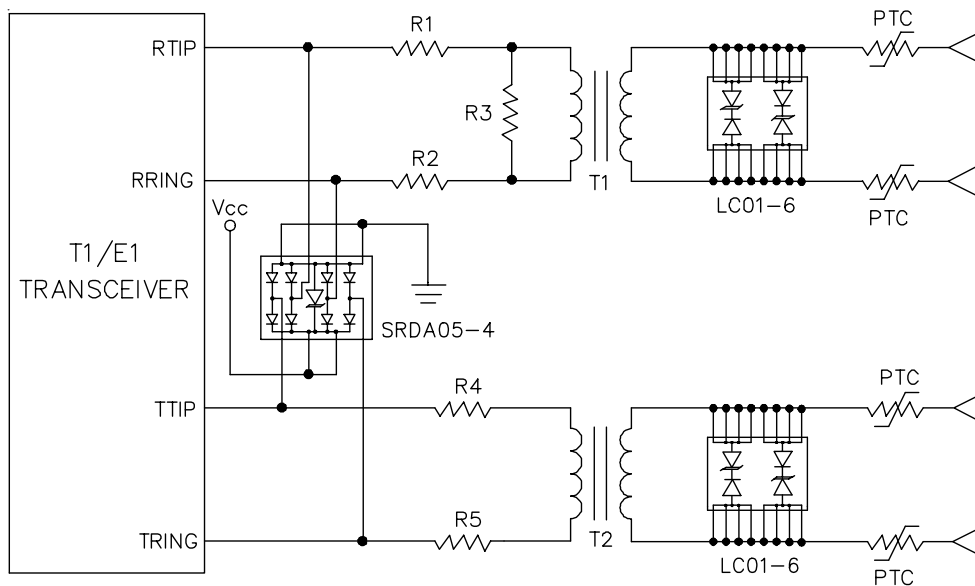 R1
PTC
RTIP
R3
R2
RRING
T1
LC01-6
PTC
Vcc
T1/E1
TRANSCEIVER
SRDA05-4
R4
PTC
TTIP
R5
TRING
T2
LC01-6
PTC